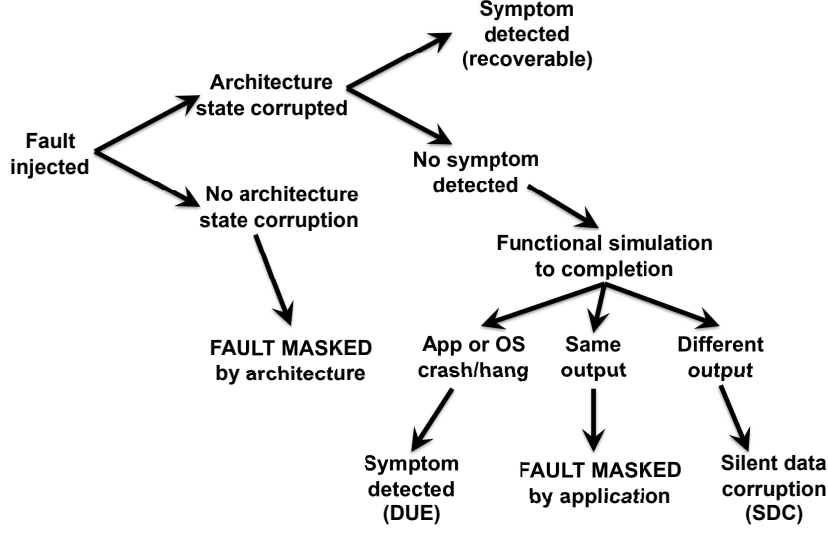 Symptom
detected
(recoverable)
Architecture
state corrupted
Fault
injected
No symptom
detected
No architecture
state corruption
Functional simulation
to completion
FAULT MASKED
by architecture
App or OS
crash/hang
Same
output
Different
output
Symptom
detected
(DUE)
FAULT MASKED
by application
Silent data
corruption
(SDC)